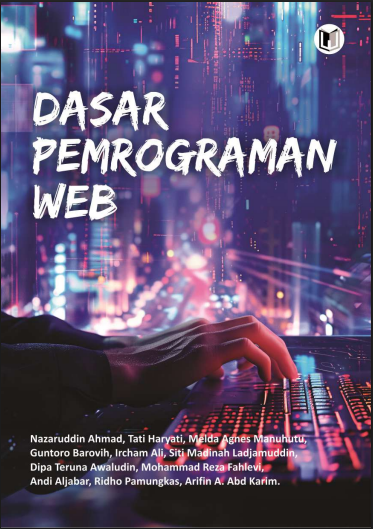 DASAR
PEMROGRAMAN
WEB
Nazaruddin Ahmad, Tati Haryati, Melda Agnes Manuhutu,
Guntoro Barovih, Ircham Ali, Siti Madinah Ladjamuddin,
Dipa Teruna Awaludin, Mohammad Reza Fahlevi,
Andi Aljabar, Ridho Pamungkas, Arifin A. Abd Karim.